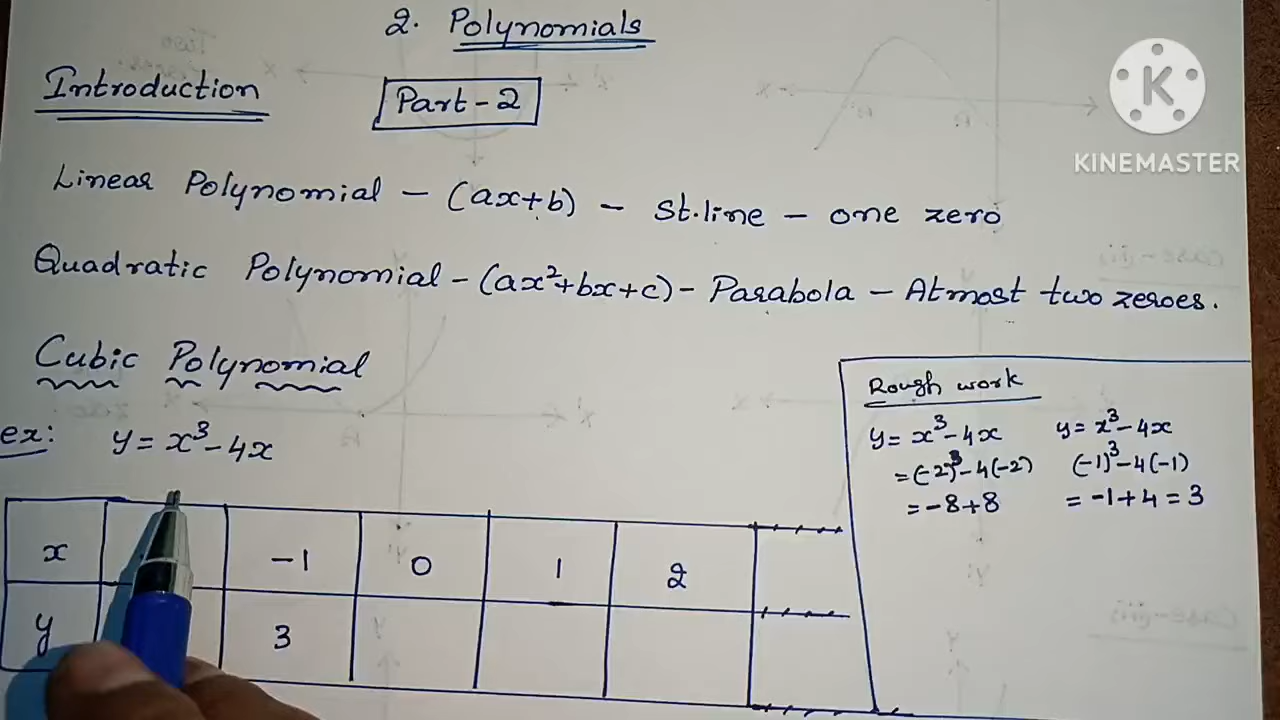 2. Polynomials
Introduction
Part-2
K
KINEMASTER
Linear Polynomial - (ax+b) - St.line - one zero
Quadratic Polynomial - (ax²+bx+c) - Parabola - Atmost two zeroes.
Cubic Polynomial
ex: y = x³-4x
x -1 0 1 2
y 3
Rough work
y = x³-4x
= (-2)³-4(-2)
= -8+8
y = x³-4x
(-1)³-4(-1)
= -1+4 = 3